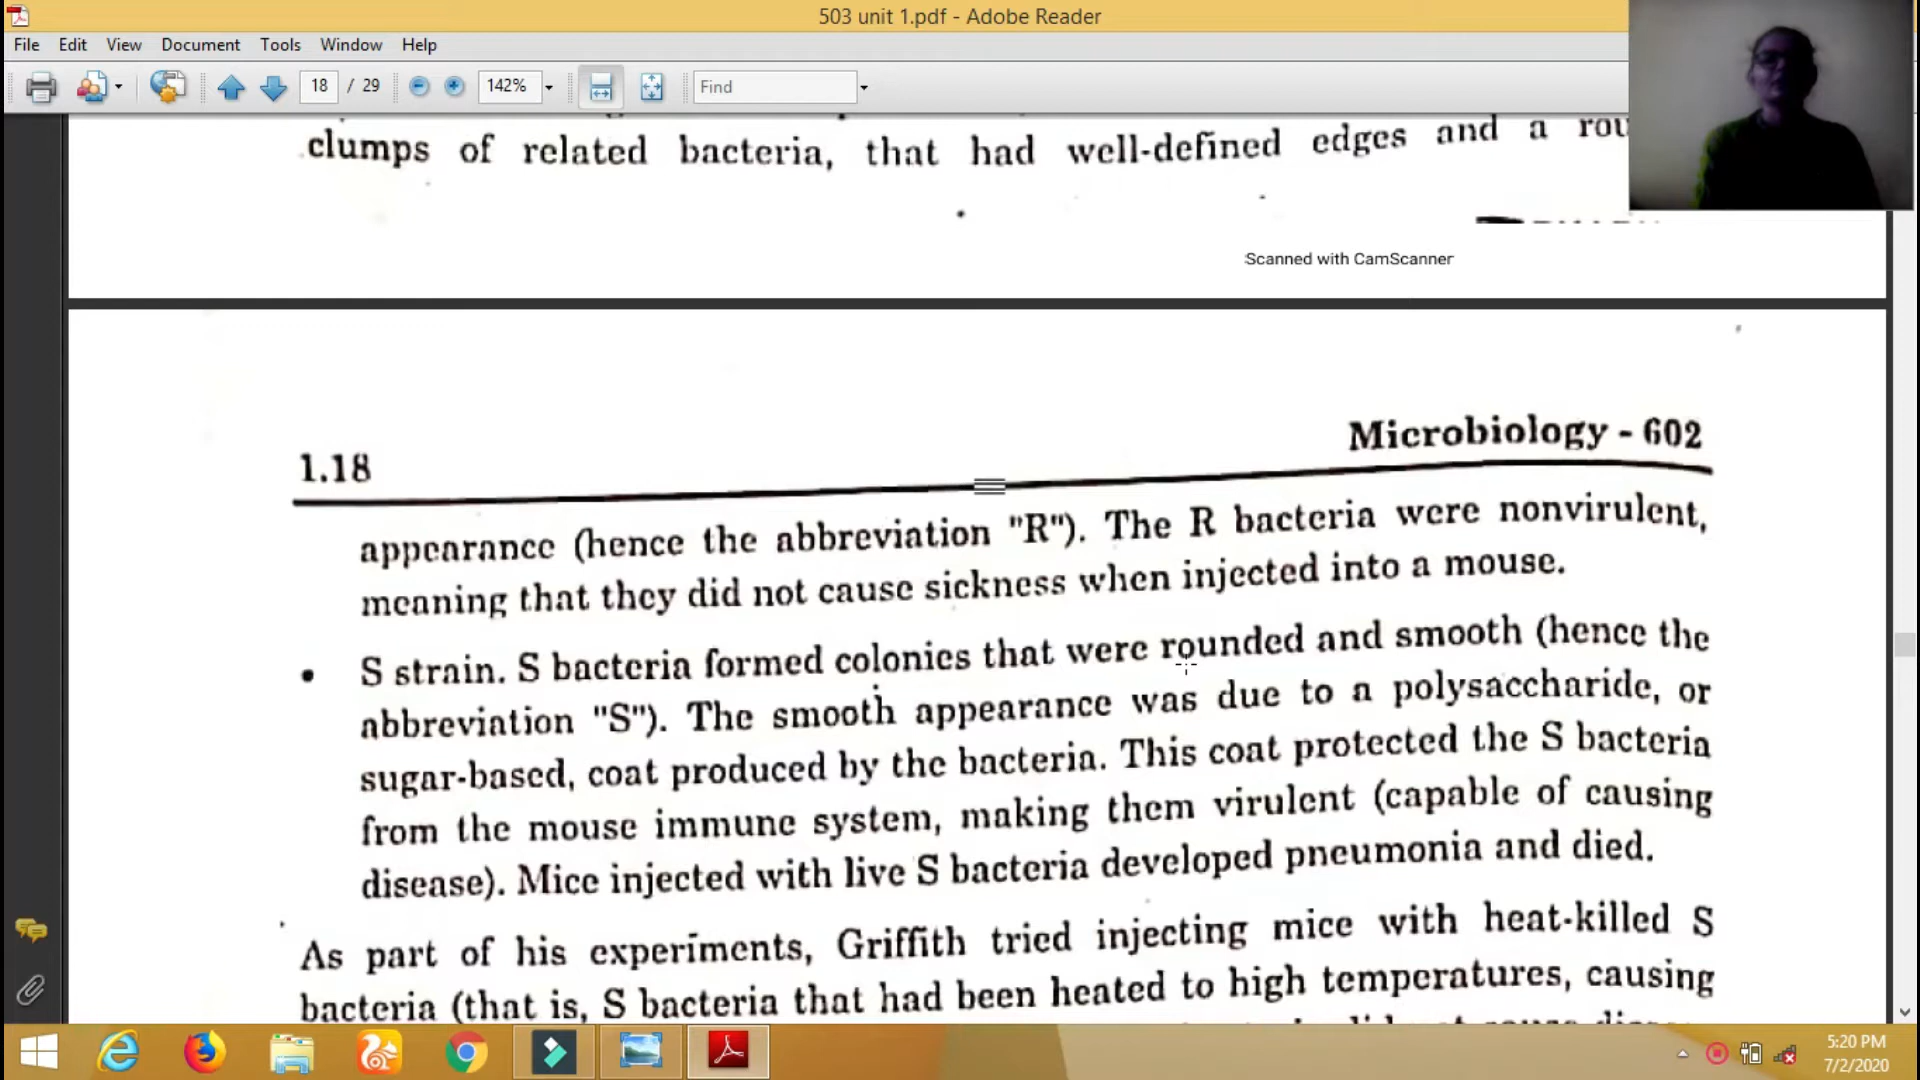 503 unit 1.pdf - Adobe Reader
File Edit View Document Tools Window Help
18 / 29 142% Find
clumps of related bacteria, that had well-defined edges and a
Scanned with CamScanner
Microbiology - 602
1.18
appearance (hence the abbreviation "R"). The R bacteria were nonvirulent,
meaning that they did not cause sickness when injected into a mouse.
• S strain. S bacteria formed colonies that were rounded and smooth (hence the
abbreviation "S"). The smooth appearance was due to a polysaccharide, or
sugar-based, coat produced by the bacteria. This coat protected the S bacteria
from the mouse immune system, making them virulent (capable of causing
disease). Mice injected with live S bacteria developed pneumonia and died.
As part of his experiments, Griffith tried injecting mice with heat-killed S
bacteria (that is, S bacteria that had been heated to high temperatures, causing
5:20 PM
7/2/2020